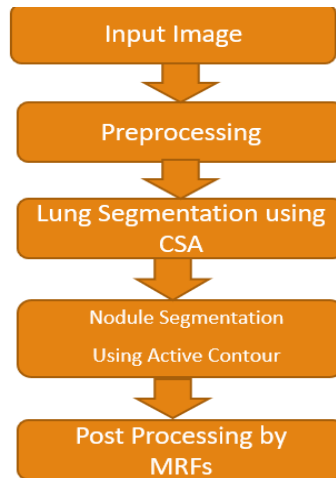 Input Image
Preprocessing
Lung Segmentation using
CSA
Nodule Segmentation
Using Active Contour
Post Processing by
MRFs